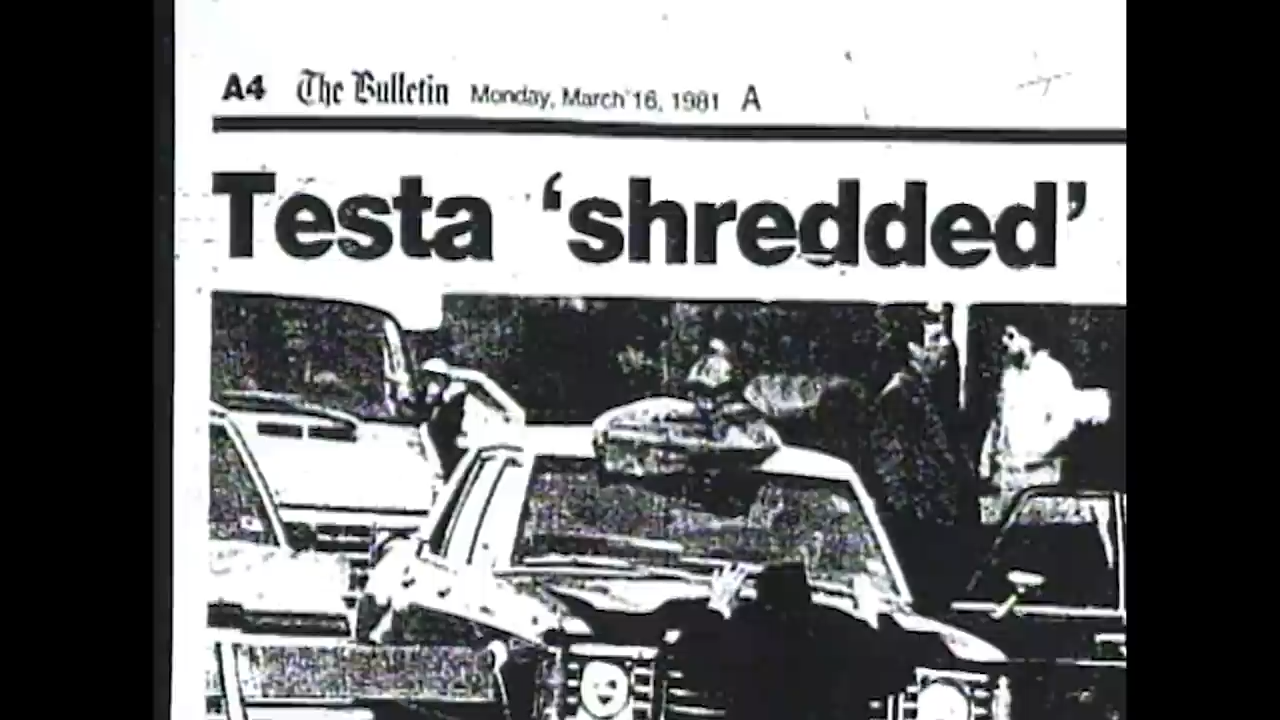 A4 The Bulletin Monday, March 16, 1981 A
Testa ‘shredded’